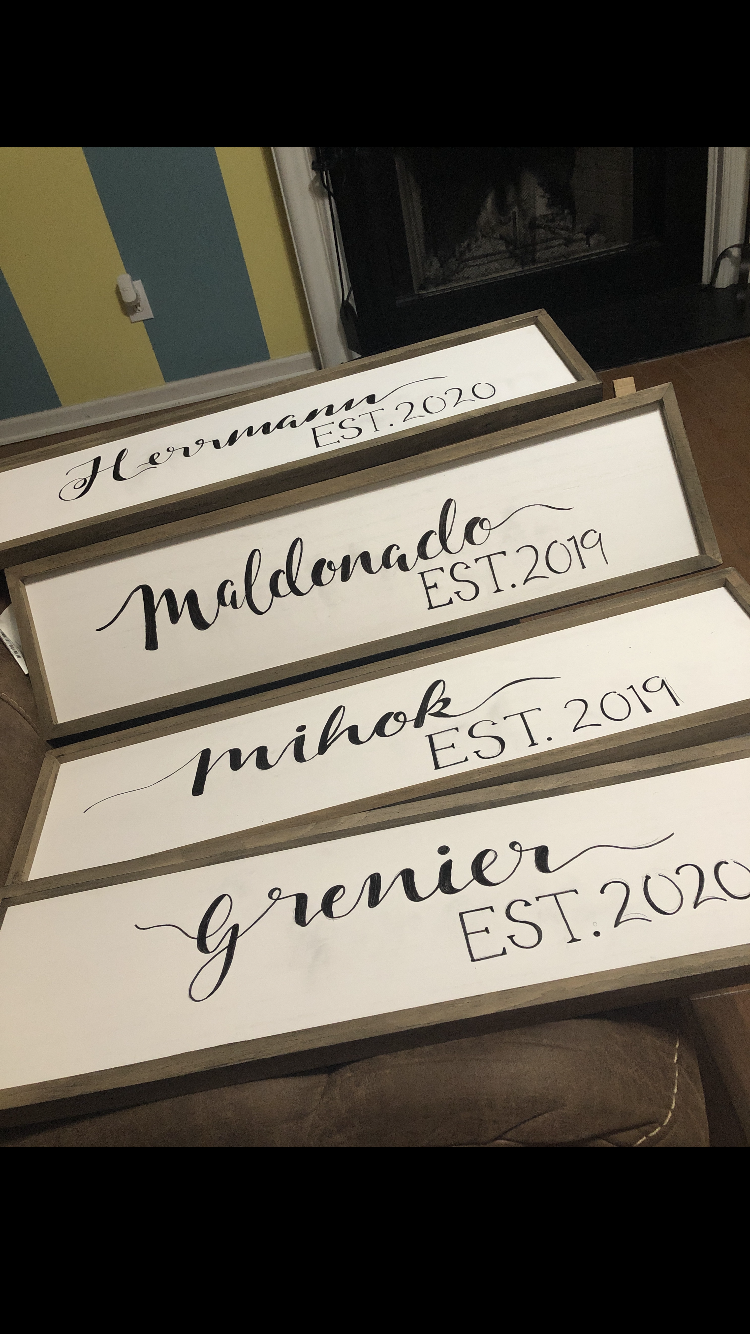 Herrmann
EST.2020
Maldonado
EST.2019
mihok
EST. 2019
Grenier
EST.2020